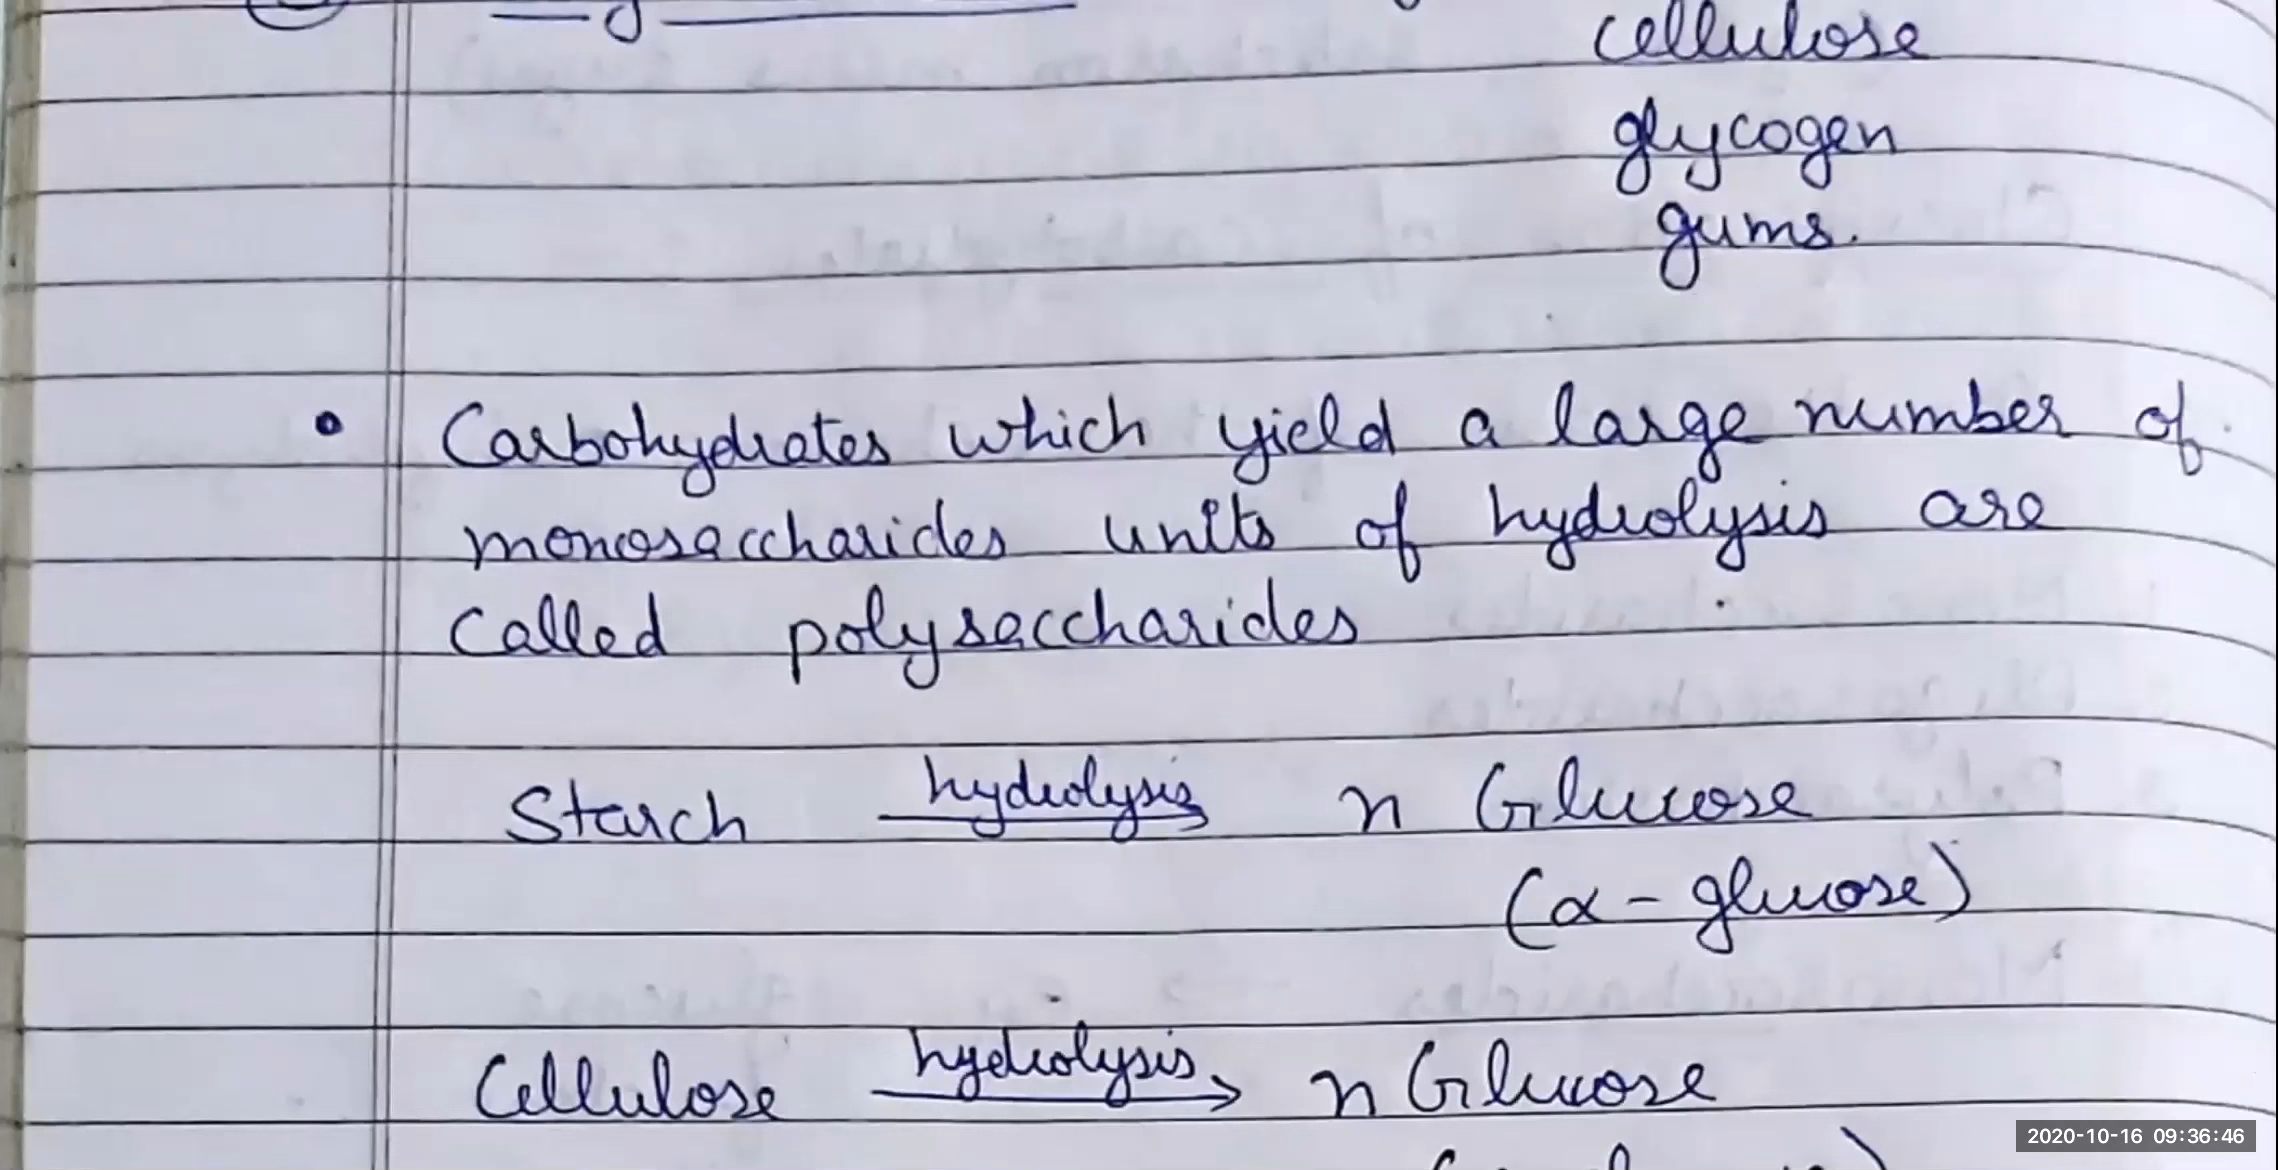 cellulose
glycogen
gums.
• Carbohydrates which yield a large number of
monosaccharides units of hydrolysis are
called polysaccharides
Starch hydrolysis → n Glucose
(α - glucose)
Cellulose hydrolysis → n Glucose
2020-10-16 09:36:46